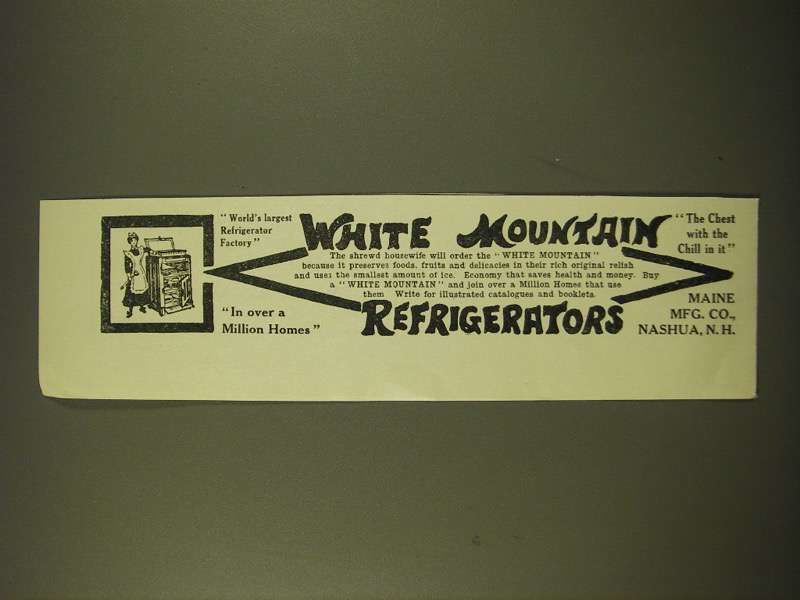 "World's largest
Refrigerator
Factory"
"In over a
Million Homes"
WHITE MOUNTAIN
The shrewd housewife will order the "WHITE MOUNTAIN"
because it preserves foods, fruits and delicacies in their rich original relish
and uses the smallest amount of ice. Economy that saves health and money. Buy
a "WHITE MOUNTAIN" and join over a Million Homes that use
them Write for illustrated catalogues and booklets.
REFRIGERATORS
"The Chest
with the
Chill in it"
MAINE
MFG. CO.,
NASHUA, N. H.